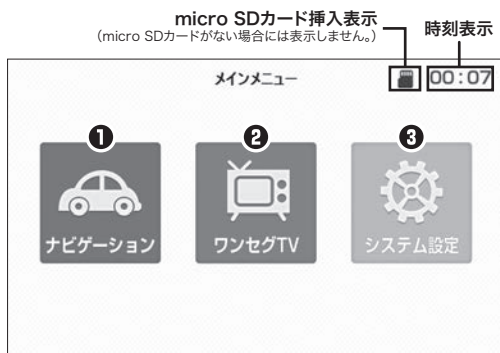 micro SDカード挿入表示
(micro SDカードがない場合には表示しません。)
時刻表示
メインメニュー
00:07
❶
❷
❸
ナビゲーション
ワンセグTV
システム設定